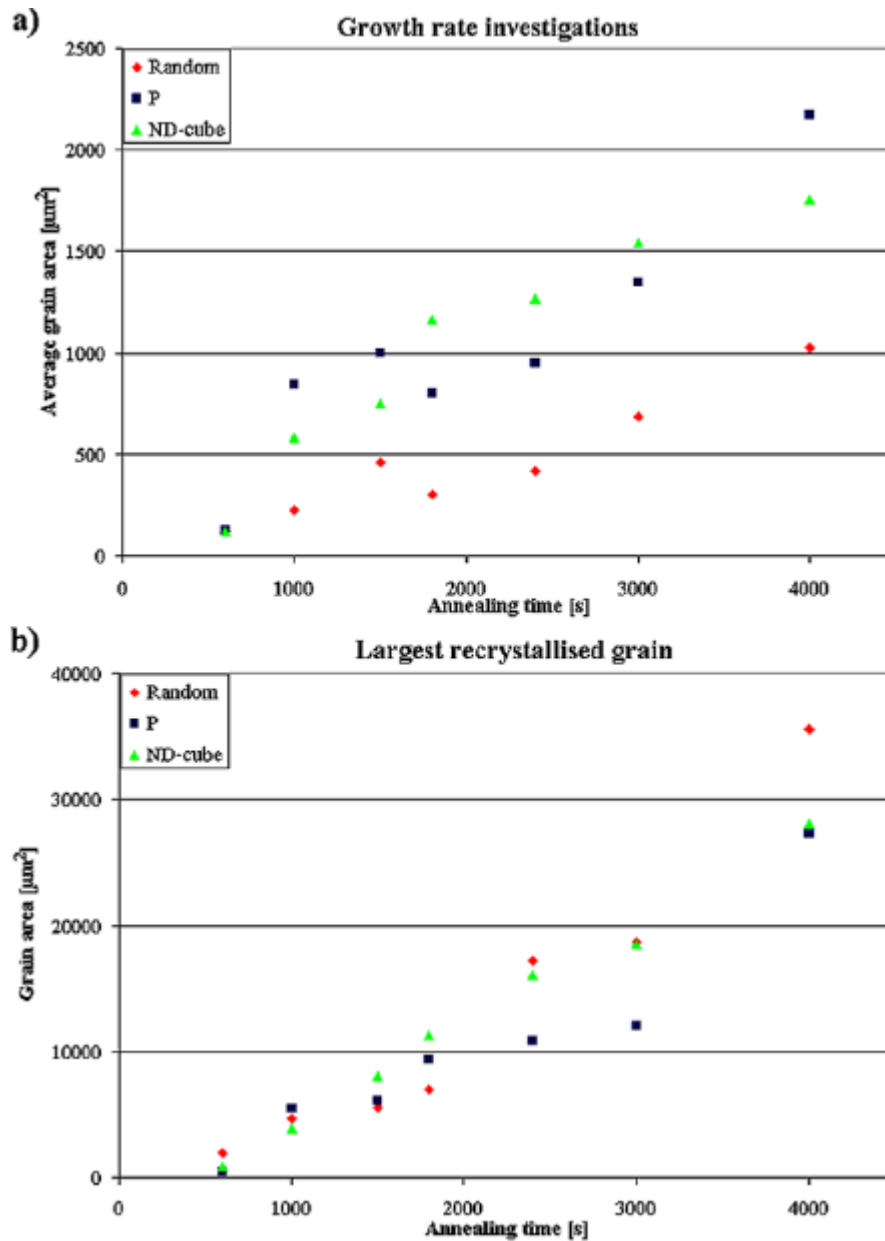 a)
Growth rate investigations
2500
Random
P
ND-cube
2000
1500
1000
500
0
Average grain area [µm²]
0 1000 2000 3000 4000
Annealing time [s]
b)
Largest recrystallised grain
40000
Random
P
ND-cube
30000
20000
10000
0
Grain area [µm²]
0 1000 2000 3000 4000
Annealing time [s]